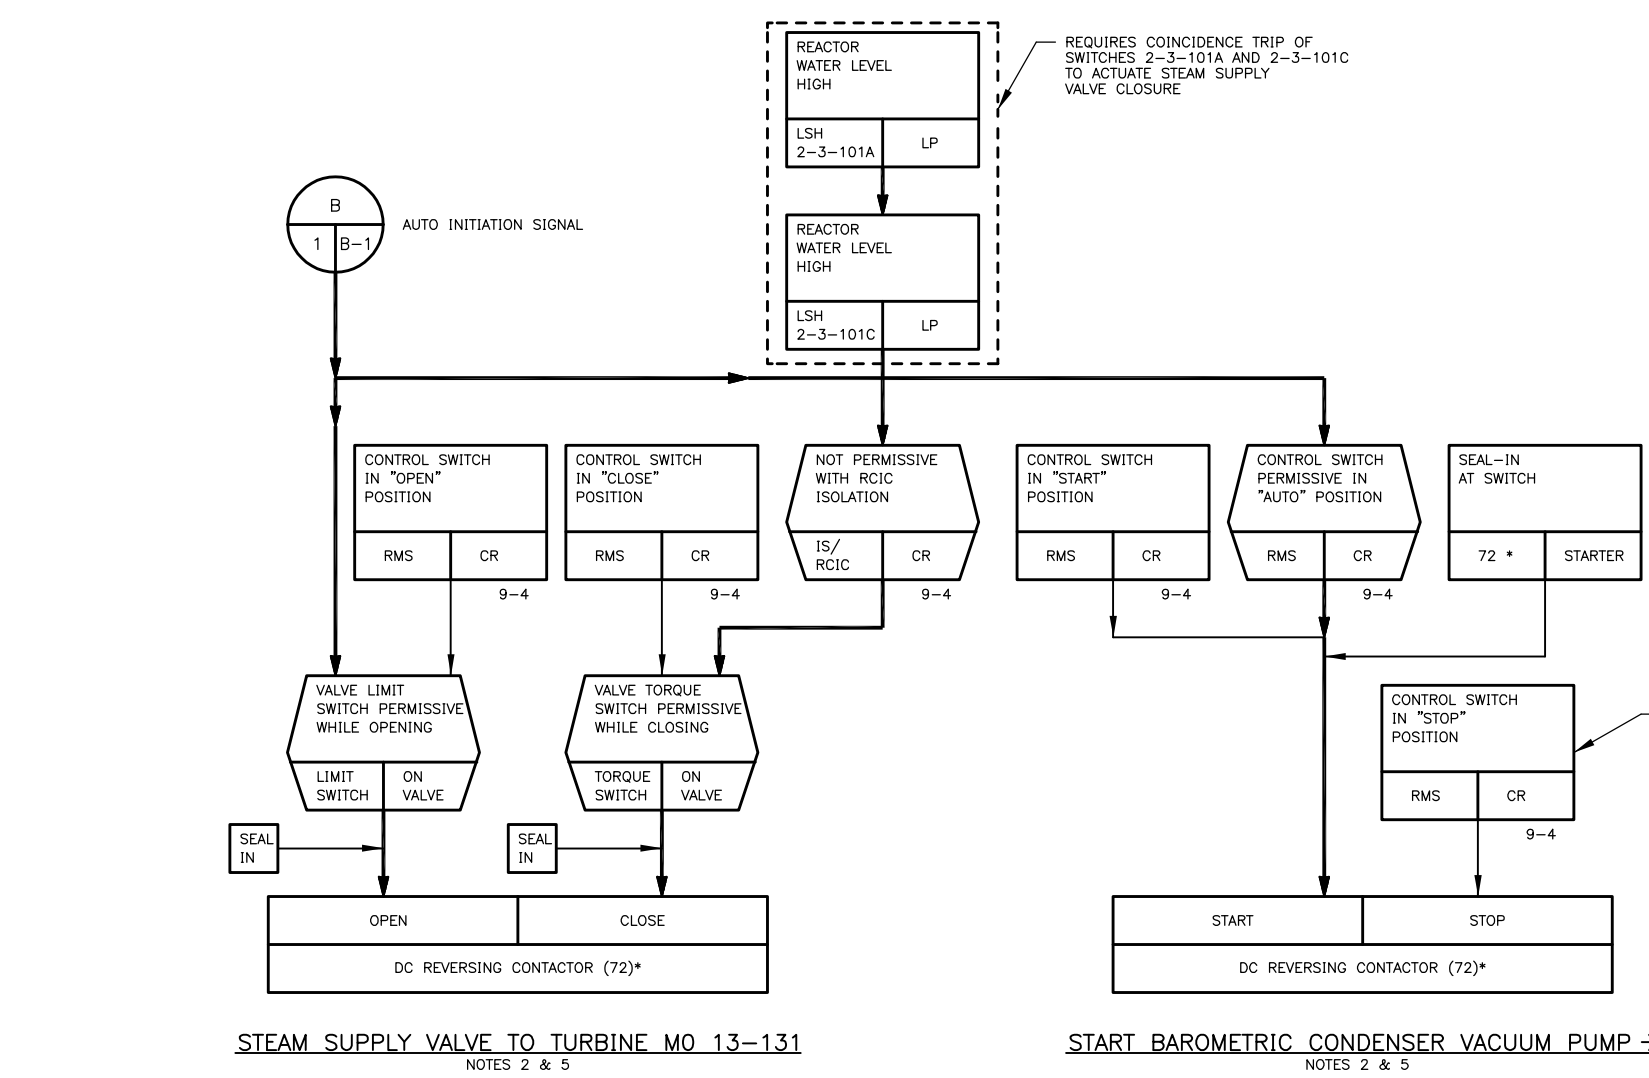 REACTOR
WATER LEVEL
HIGH
LSH
2-3-101A
LP
REQUIRES COINCIDENCE TRIP OF
SWITCHES 2-3-101A AND 2-3-101C
TO ACTUATE STEAM SUPPLY
VALVE CLOSURE
B
1
B-1
AUTO INITIATION SIGNAL
REACTOR
WATER LEVEL
HIGH
LSH
2-3-101C
LP
CONTROL SWITCH
IN "OPEN"
POSITION
RMS
CR
9-4
CONTROL SWITCH
IN "CLOSE"
POSITION
RMS
CR
9-4
NOT PERMISSIVE
WITH RCIC
ISOLATION
IS/
RCIC
CR
9-4
CONTROL SWITCH
IN "START"
POSITION
RMS
CR
9-4
CONTROL SWITCH
PERMISSIVE IN
"AUTO" POSITION
RMS
CR
9-4
SEAL-IN
AT SWITCH
72 *
STARTER
VALVE LIMIT
SWITCH PERMISSIVE
WHILE OPENING
LIMIT
SWITCH
ON
VALVE
VALVE TORQUE
SWITCH PERMISSIVE
WHILE CLOSING
TORQUE
SWITCH
ON
VALVE
CONTROL SWITCH
IN "STOP"
POSITION
RMS
CR
9-4
SEAL
IN
SEAL
IN
OPEN
CLOSE
DC REVERSING CONTACTOR (72)*
START
STOP
DC REVERSING CONTACTOR (72)*
STEAM SUPPLY VALVE TO TURBINE MO 13-131
NOTES 2 & 5
START BAROMETRIC CONDENSER VACUUM PUMP
NOTES 2 & 5